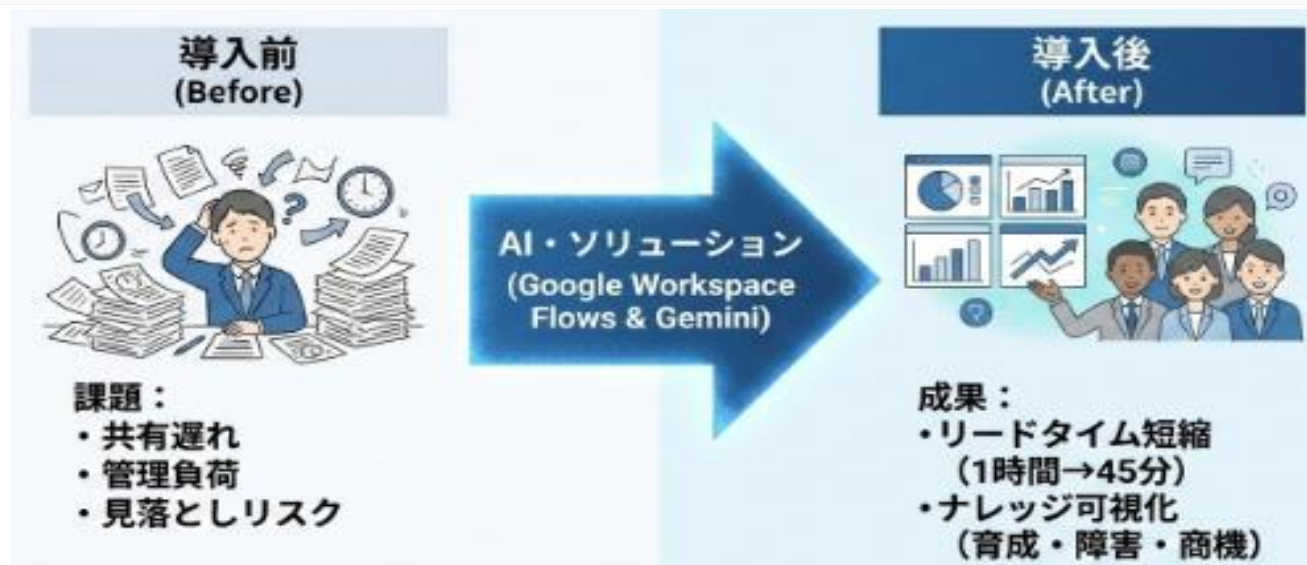 導入前
(Before)
課題：
・共有遅れ
・管理負荷
・見落としリスク
AI・ソリューション
(Google Workspace
Flows & Gemini)
導入後
(After)
成果：
・リードタイム短縮
（1時間→45分）
・ナレッジ可視化
（育成・障害・商機）